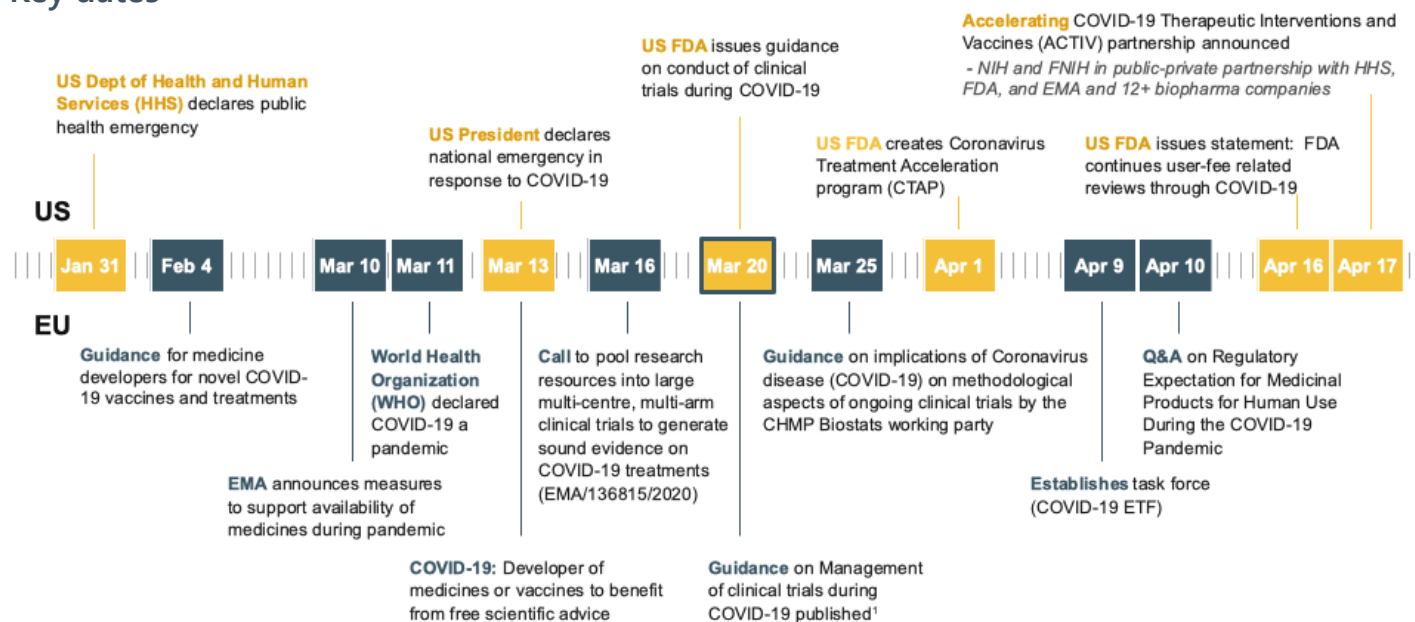 Key dates
US Dept of Health and Human
Services (HHS) declares public
health emergency
US President declares
national emergency in
response to COVID-19
US FDA issues guidance
on conduct of clinical
trials during COVID-19
US FDA creates Coronavirus
Treatment Acceleration
program (CTAP)
Accelerating COVID-19 Therapeutic Interventions and
Vaccines (ACTIV) partnership announced
- NIH and FNIH in public-private partnership with HHS,
FDA, and EMA and 12+ biopharma companies
US FDA issues statement: FDA
continues user-fee related
reviews through COVID-19
US
Jan 31 Feb 4 Mar 10 Mar 11 Mar 13 Mar 16 Mar 20 Mar 25 Apr 1 Apr 9 Apr 10 Apr 16 Apr 17
EU
Guidance for medicine
developers for novel COVID-
19 vaccines and treatments
EMA announces measures
to support availability of
medicines during pandemic
World Health
Organization
(WHO) declared
COVID-19 a
pandemic
COVID-19: Developer of
medicines or vaccines to benefit
from free scientific advice
Call to pool research
resources into large
multi-centre, multi-arm
clinical trials to generate
sound evidence on
COVID-19 treatments
(EMA/136815/2020)
Guidance on Management
of clinical trials during
COVID-19 published¹
Guidance on implications of Coronavirus
disease (COVID-19) on methodological
aspects of ongoing clinical trials by the
CHMP Biostats working party
Establishes task force
(COVID-19 ETF)
Q&A on Regulatory
Expectation for Medicinal
Products for Human Use
During the COVID-19
Pandemic